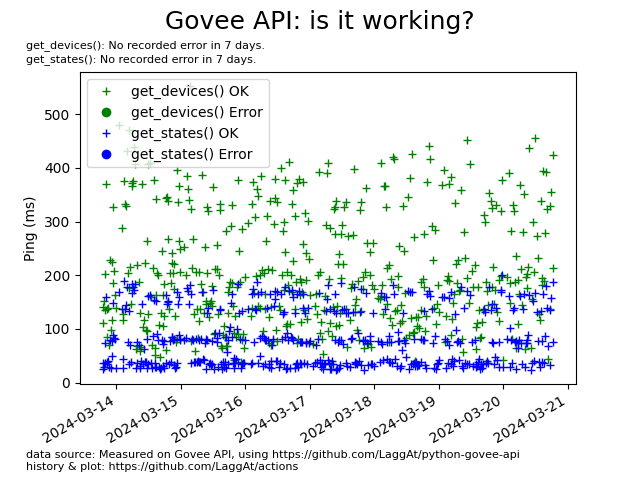 Govee API: is it working?
get_devices(): No recorded error in 7 days.
get_states(): No recorded error in 7 days.
get_devices() OK
get_devices() Error
get_states() OK
get_states() Error
Ping (ms)
500
400
300
200
100
0
2024-03-14
2024-03-15
2024-03-16
2024-03-17
2024-03-18
2024-03-19
2024-03-20
2024-03-21
data source: Measured on Govee API, using https://github.com/LaggAt/python-govee-api
history & plot: https://github.com/LaggAt/actions